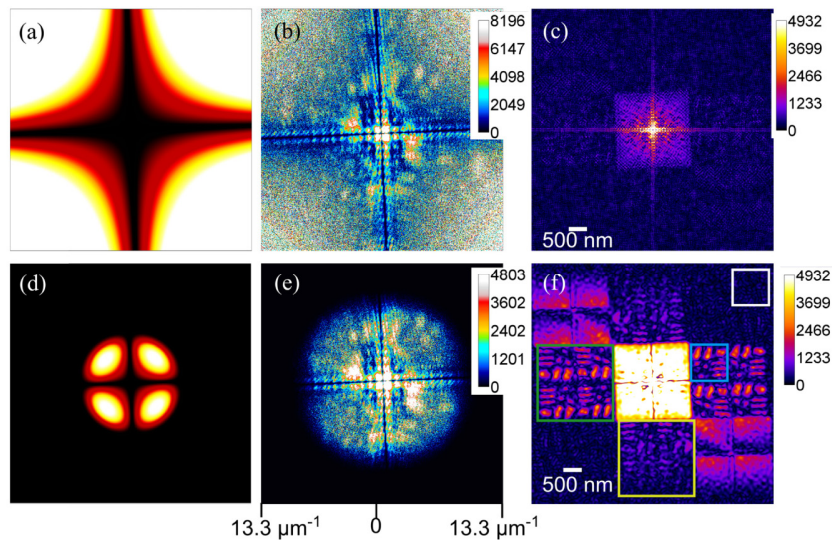 (a)
(b)
8196
6147
4098
2049
0
(c)
4932
3699
2466
1233
0
500 nm
(d)
(e)
4803
3602
2402
1201
0
(f)
4932
3699
2466
1233
0
500 nm
13.3 µm⁻¹ 0 13.3 µm⁻¹